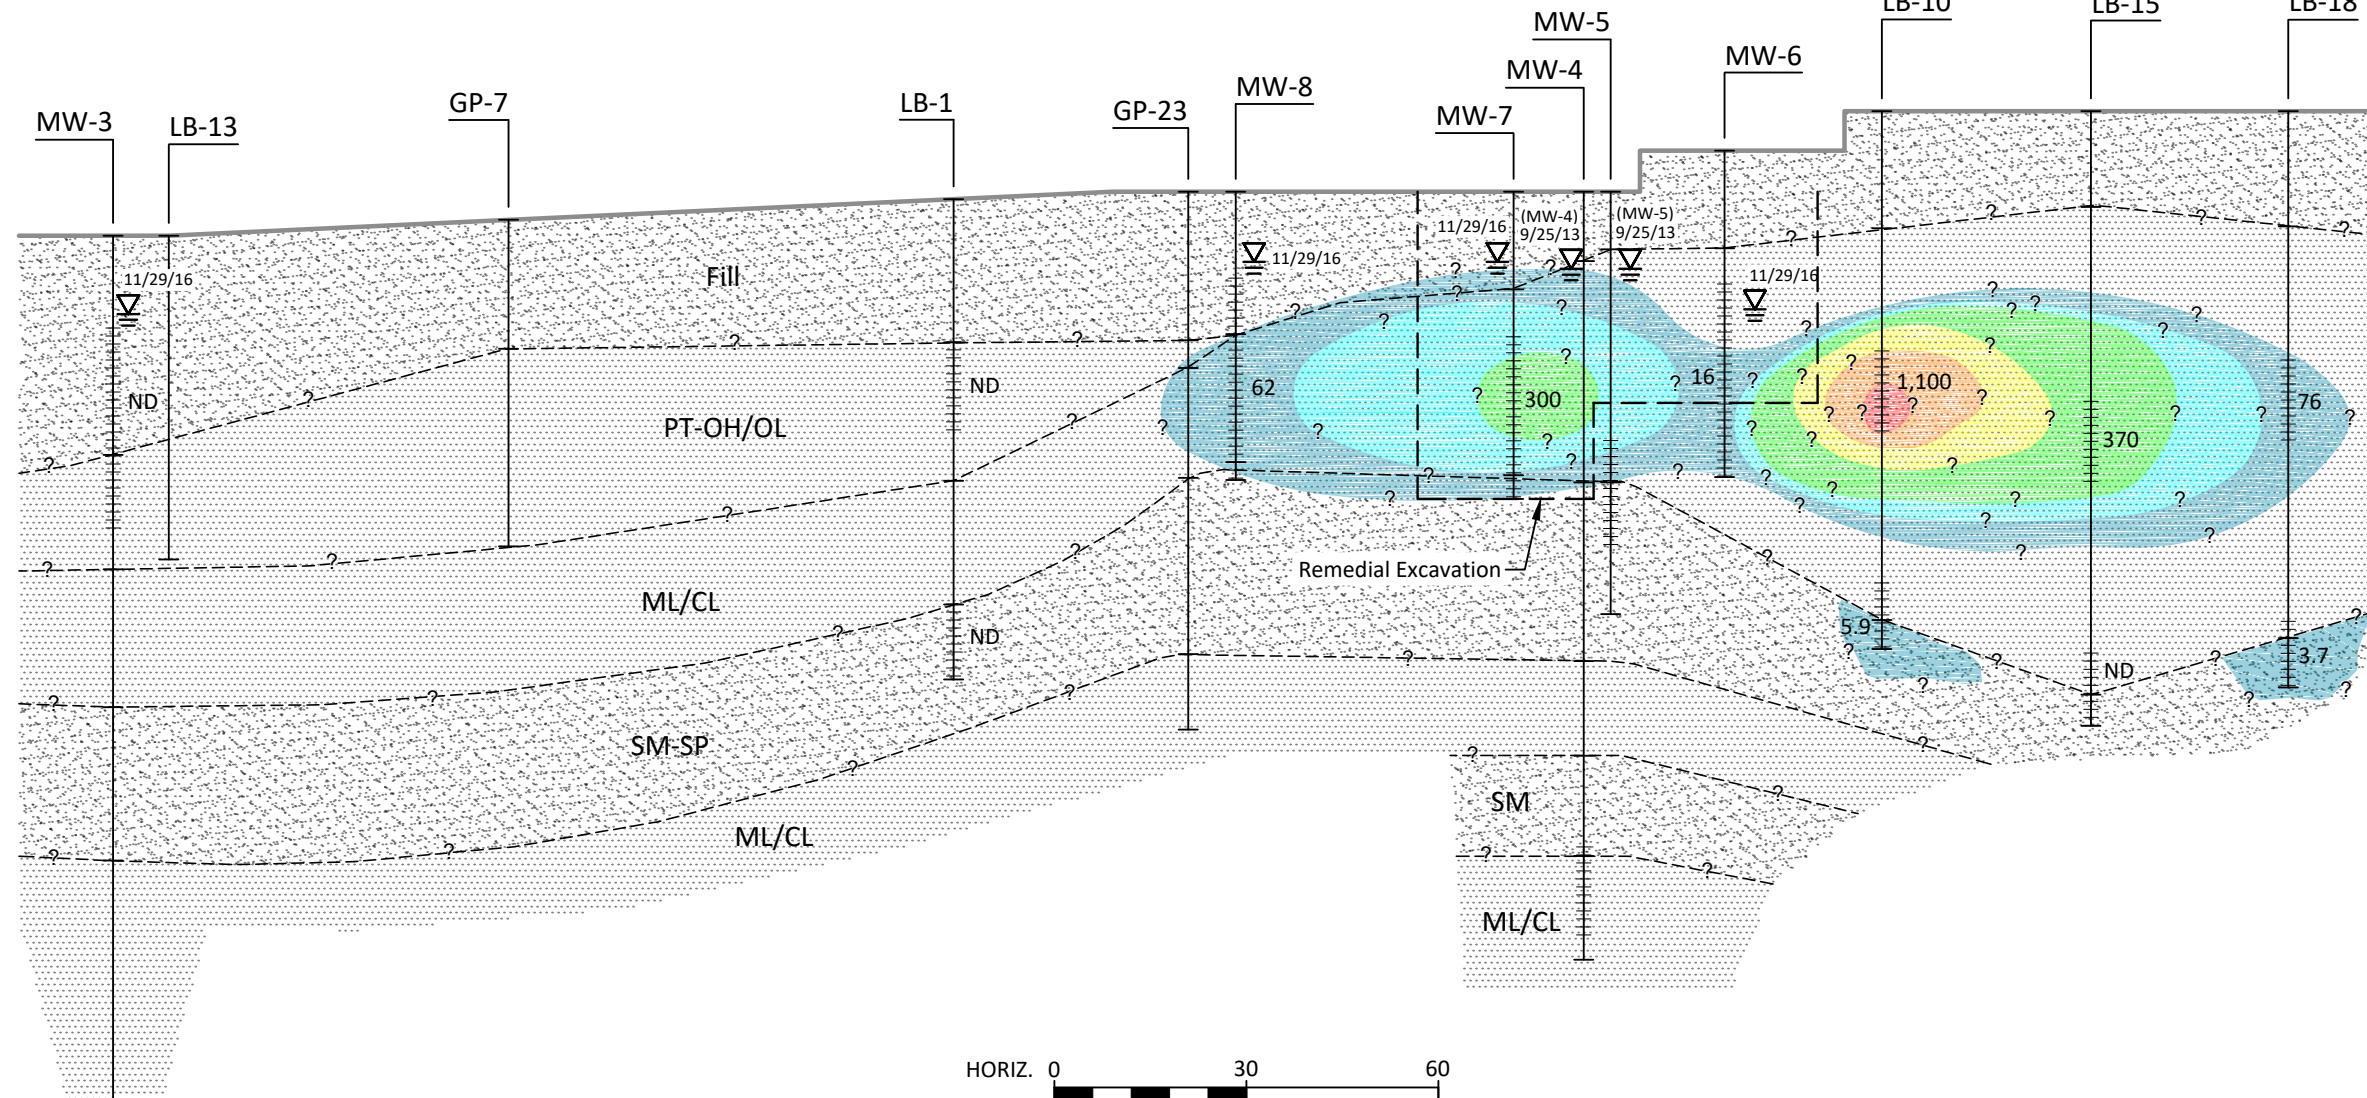 LB-10
LB-15
LB-18
MW-5
MW-6
MW-4
MW-8
GP-7
LB-1
GP-23
MW-7
MW-3
LB-13
11/29/16
Fill
11/29/16
11/29/16
(MW-4)
9/25/13
(MW-5)
9/25/13
11/29/16
?
?
?
?
?
?
?
?
ND
ND
62
300
16
1,100
370
76
PT-OH/OL
Remedial Excavation
ML/CL
ND
5.9
ND
3.7
SM-SP
SM
ML/CL
ML/CL
HORIZ. 0 30 60